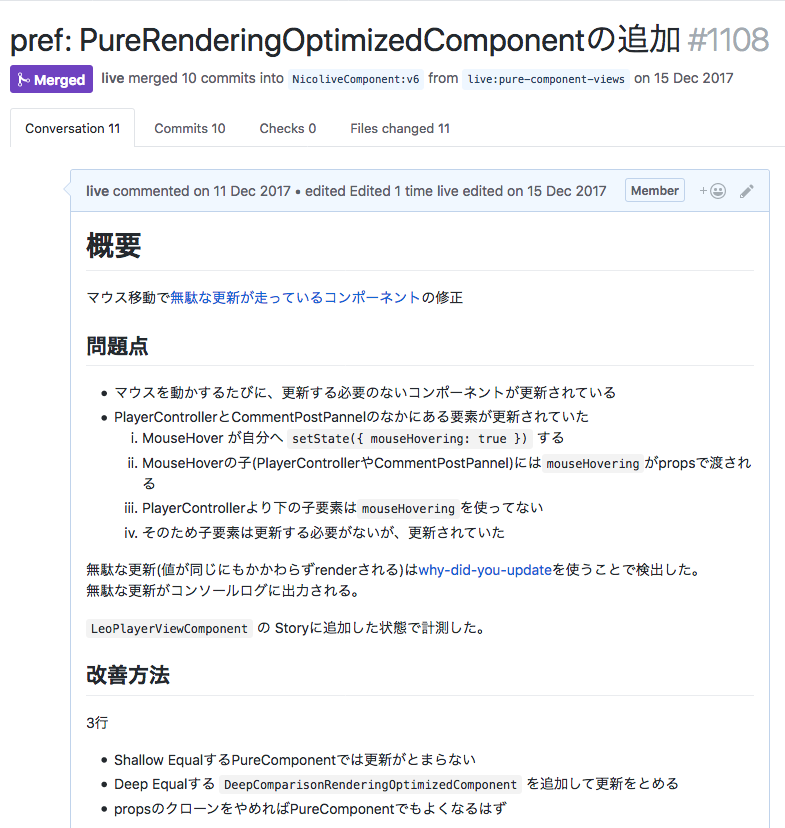 pref: PureRenderingOptimizedComponentの追加 #1108
Merged live merged 10 commits into NicoliveComponent:v6 from live:pure-component-views on 15 Dec 2017
Conversation 11 Commits 10 Checks 0 Files changed 11
live commented on 11 Dec 2017 • edited Edited 1 time live edited on 15 Dec 2017 Member +
概要
マウス移動で無駄な更新が走っているコンポーネントの修正
問題点
• マウスを動かするたびに、更新する必要のないコンポーネントが更新されている
• PlayerControllerとCommentPostPannelのなかにある要素が更新されていた
i. MouseHover が自分へ setState({ mouseHovering: true }) する
ii. MouseHoverの子(PlayerControllerやCommentPostPannel)には mouseHovering がpropsで渡され
る
iii. PlayerControllerより下の子要素は mouseHovering を使ってない
iv. そのため子要素は更新する必要がないが、更新されていた
無駄な更新(値が同じにもかかわらずrenderされる)はwhy-did-you-updateを使うことで検出した。
無駄な更新がコンソールログに出力される。
LeoPlayerViewComponent の Storyに追加した状態で計測した。
改善方法
3行
• Shallow EqualするPureComponentでは更新がとまらない
• Deep Equalする DeepComparisonRenderingOptimizedComponent を追加して更新をとめる
• propsのクローンをやめればPureComponentでもよくなるはず